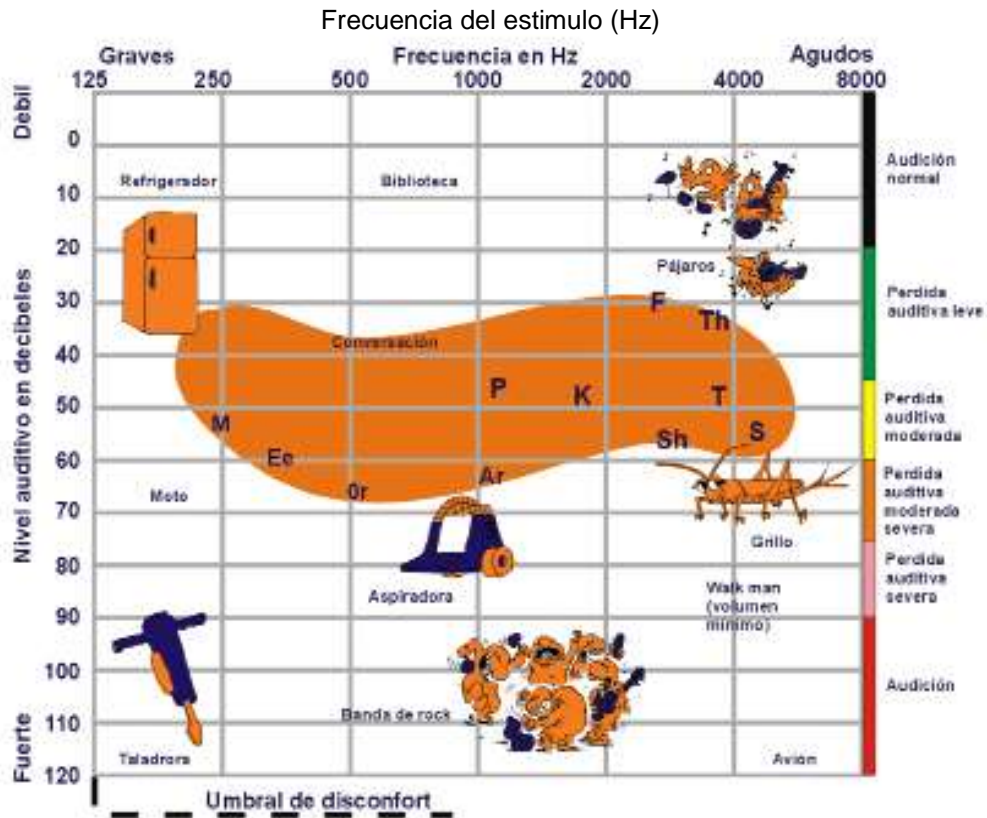 Frecuencia del estimulo (Hz)
Graves Frecuencia en Hz Agudos
125 250 500 1000 2000 4000 8000
Débil
0
10
20
30
40
50
60
70
80
90
100
110
120
Nivel auditivo en decibeles
Fuerte
Refrigerador
Biblioteca
Pájaros
Conversación
F
Th
P
K
T
M
S
Sh
Ee
Ar
0r
Moto
Grillo
Aspiradora
Walk man
(volumen
mínimo)
Banda de rock
Taladrora
Avión
Audición
normal
Perdida
auditiva leve
Perdida
auditiva
moderada
Perdida
auditiva
moderada
severa
Perdida
auditiva
severa
Audición
Umbral de disconfort